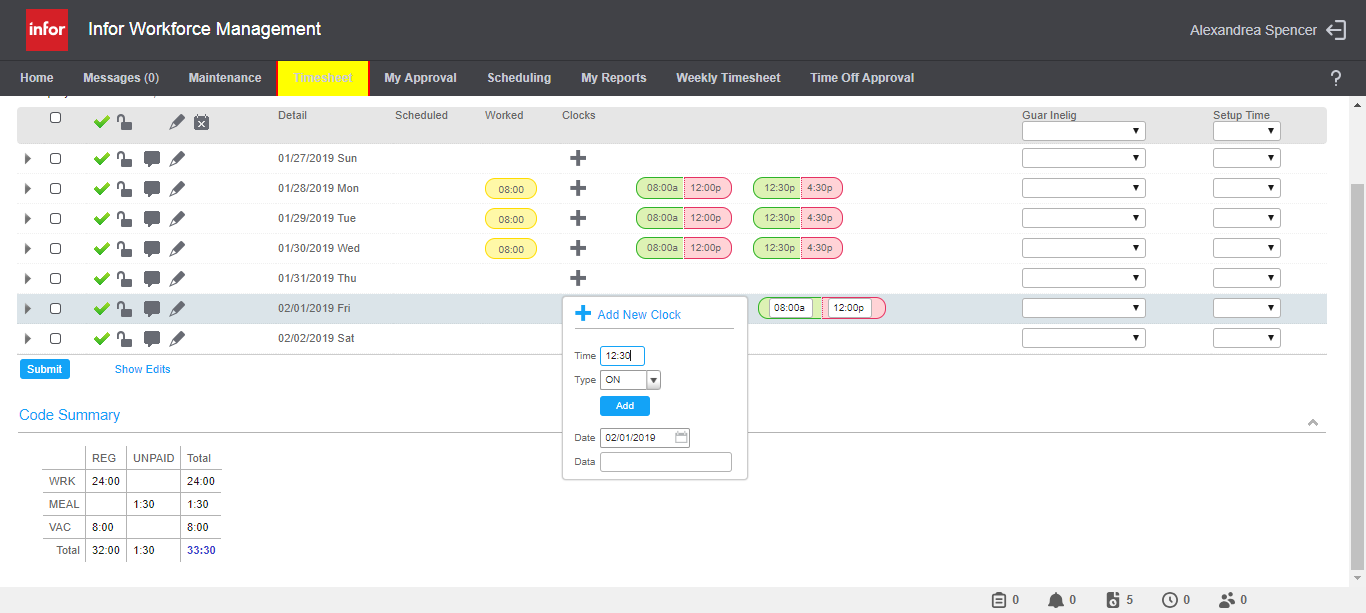 infor Infor Workforce Management Alexandrea Spencer
Home Messages (0) Maintenance Timesheet My Approval Scheduling My Reports Weekly Timesheet Time Off Approval ?
Detail Scheduled Worked Clocks Guar Inelig Setup Time
01/27/2019 Sun
01/28/2019 Mon 08:00 08:00a 12:00p 12:30p 4:30p
01/29/2019 Tue 08:00 08:00a 12:00p 12:30p 4:30p
01/30/2019 Wed 08:00 08:00a 12:00p 12:30p 4:30p
01/31/2019 Thu
02/01/2019 Fri 08:00a 12:00p
Add New Clock
02/02/2019 Sat
Time 12:30
Submit Show Edits
Type ON
Add
Code Summary
Date 02/01/2019
Data
REG UNPAID Total
WRK 24:00 24:00
MEAL 1:30 1:30
VAC 8:00 8:00
Total 32:00 1:30 33:30
0 0 5 0 0